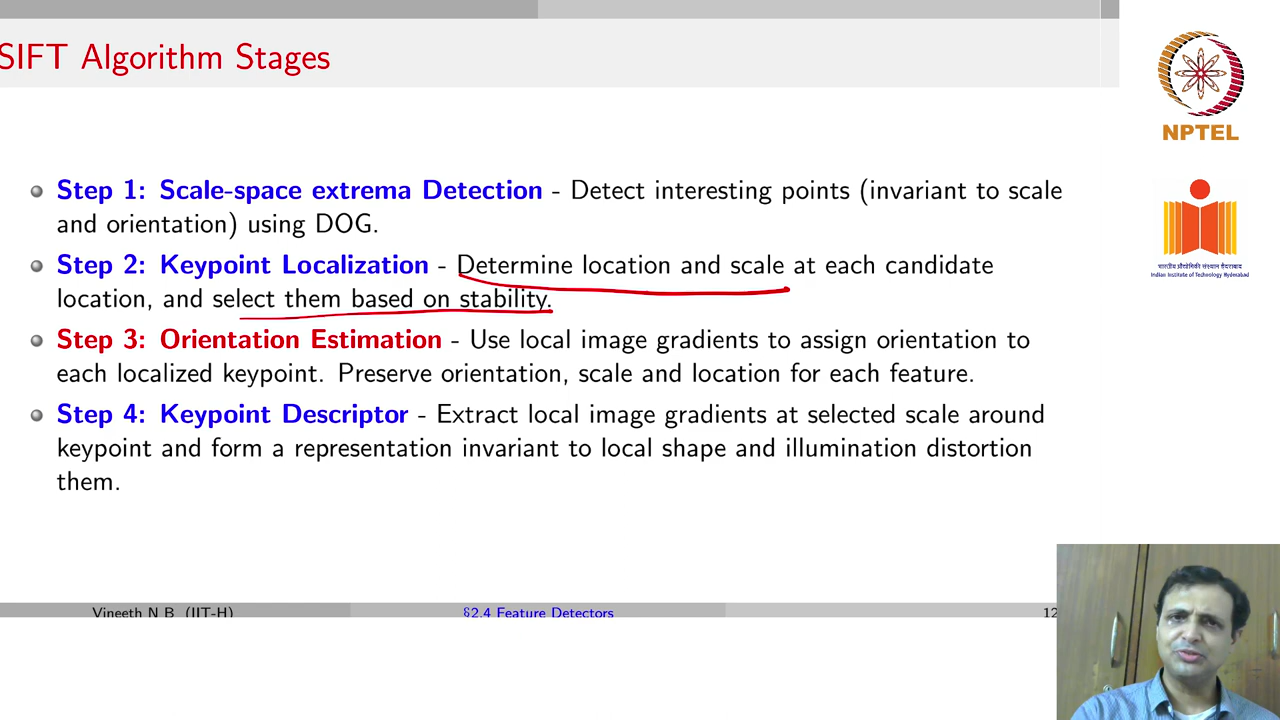 SIFT Algorithm Stages
NPTEL
Step 1: Scale-space extrema Detection - Detect interesting points (invariant to scale
and orientation) using DOG.
Step 2: Keypoint Localization - Determine location and scale at each candidate
location, and select them based on stability.
Step 3: Orientation Estimation - Use local image gradients to assign orientation to
each localized keypoint. Preserve orientation, scale and location for each feature.
Step 4: Keypoint Descriptor - Extract local image gradients at selected scale around
keypoint and form a representation invariant to local shape and illumination distortion
them.
भारतीय प्रौद्योगिकी संस्थान हैदराबाद
Indian Institute of Technology Hyderabad
Vineeth N B (IIT-H)
§2.4 Feature Detectors
12